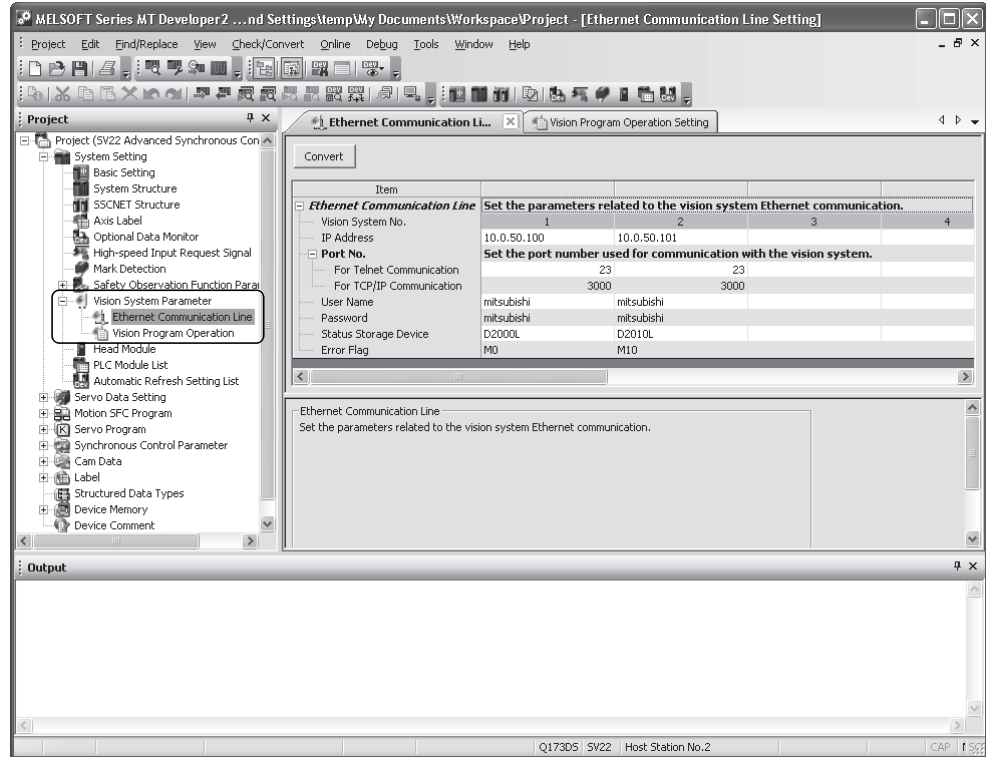 MELSOFT Series MT Developer2 ...nd Settings\temp\My Documents\Workspace\Project - [Ethernet Communication Line Setting]
Project Edit Find/Replace View Check/Convert Online Debug Tools Window Help
Project
Project (SV22 Advanced Synchronous Con
System Setting
Basic Setting
System Structure
SSCNET Structure
Axis Label
Optional Data Monitor
High-speed Input Request Signal
Mark Detection
Safety Observation Function Parar
Vision System Parameter
Ethernet Communication Line
Vision Program Operation
Head Module
PLC Module List
Automatic Refresh Setting List
Servo Data Setting
Motion SFC Program
Servo Program
Synchronous Control Parameter
Cam Data
Label
Structured Data Types
Device Memory
Device Comment
Ethernet Communication Li... Vision Program Operation Setting
Convert
Item
Ethernet Communication Line Set the parameters related to the vision system Ethernet communication.
Vision System No. 1 2 3 4
IP Address 10.0.50.100 10.0.50.101
Port No. Set the port number used for communication with the vision system.
For Telnet Communication 23 23
For TCP/IP Communication 3000 3000
User Name mitsubishi mitsubishi
Password mitsubishi mitsubishi
Status Storage Device D2000L D2010L
Error Flag M0 M10
Ethernet Communication Line
Set the parameters related to the vision system Ethernet communication.
Output
Q173DS SV22 Host Station No.2 CAP